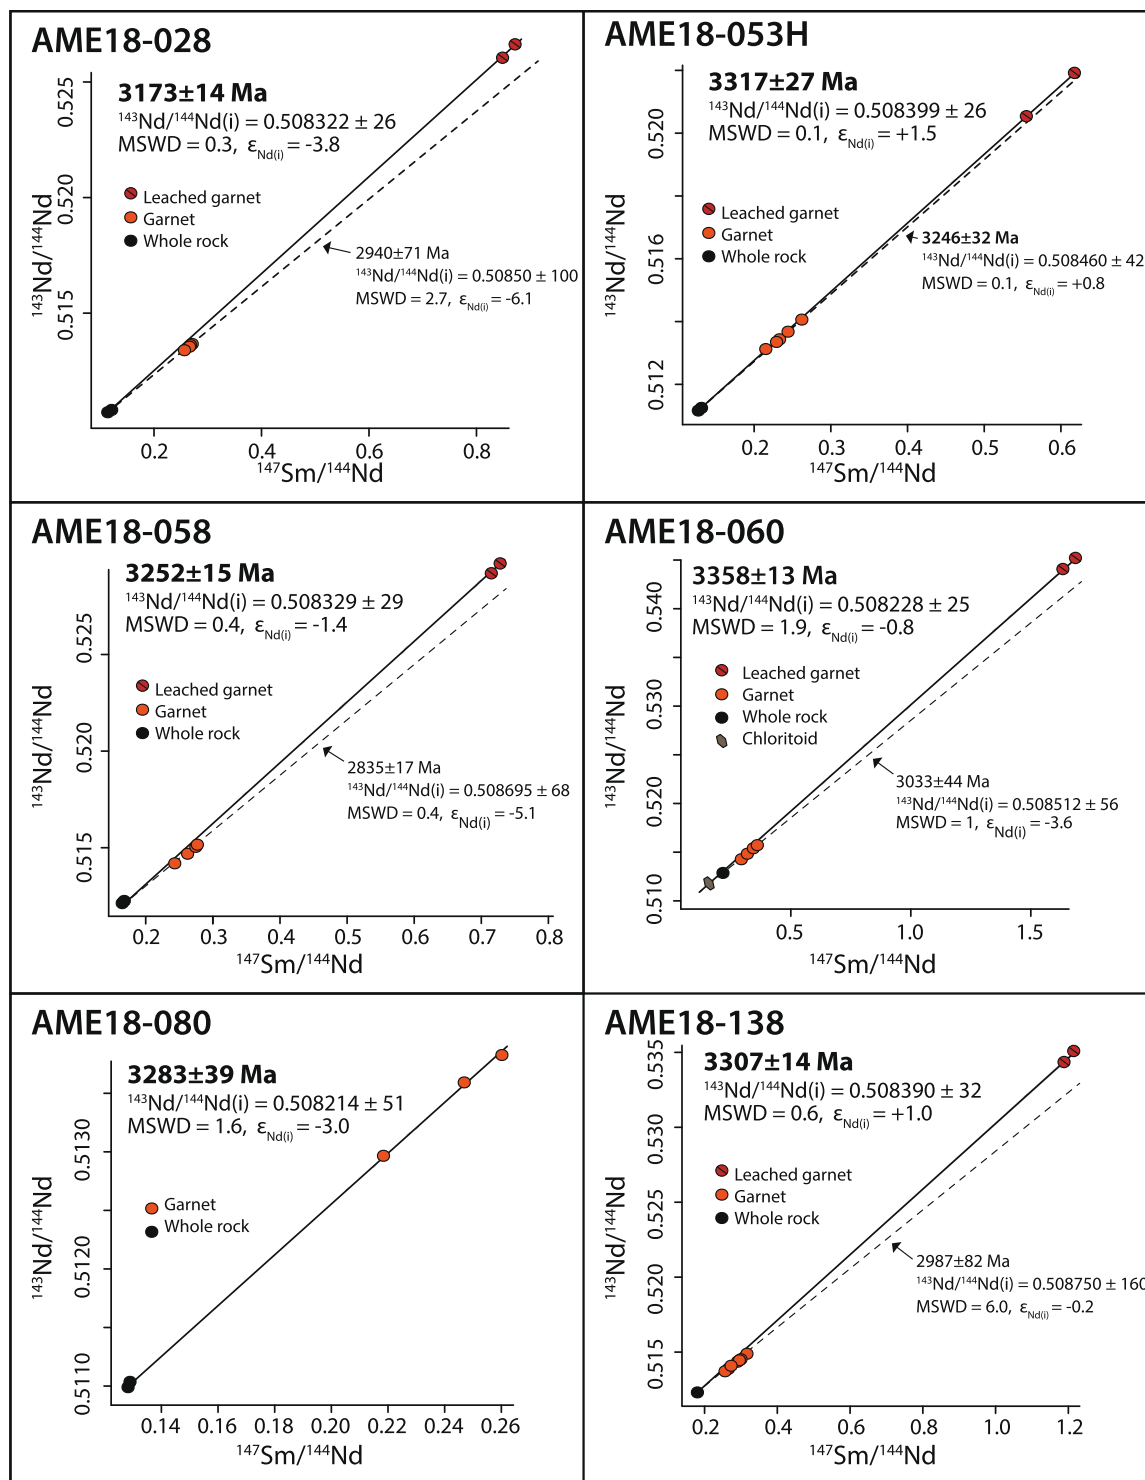 AME18-028
3173±14 Ma
¹⁴³Nd/¹⁴⁴Nd(i) = 0.508322 ± 26
MSWD = 0.3, εNd(i) = -3.8
Leached garnet
Garnet
Whole rock
2940±71 Ma
¹⁴³Nd/¹⁴⁴Nd(i) = 0.50850 ± 100
MSWD = 2.7, εNd(i) = -6.1
0.525
0.520
0.515
¹⁴³Nd/¹⁴⁴Nd
0.2 0.4 0.6 0.8
¹⁴⁷Sm/¹⁴⁴Nd
AME18-053H
3317±27 Ma
¹⁴³Nd/¹⁴⁴Nd(i) = 0.508399 ± 26
MSWD = 0.1, εNd(i) = +1.5
Leached garnet
Garnet
Whole rock
3246±32 Ma
¹⁴³Nd/¹⁴⁴Nd(i) = 0.508460 ± 42
MSWD = 0.1, εNd(i) = +0.8
0.520
0.516
0.512
¹⁴³Nd/¹⁴⁴Nd
0.2 0.3 0.4 0.5 0.6
¹⁴⁷Sm/¹⁴⁴Nd
AME18-058
3252±15 Ma
¹⁴³Nd/¹⁴⁴Nd(i) = 0.508329 ± 29
MSWD = 0.4, εNd(i) = -1.4
Leached garnet
Garnet
Whole rock
2835±17 Ma
¹⁴³Nd/¹⁴⁴Nd(i) = 0.508695 ± 68
MSWD = 0.4, εNd(i) = -5.1
0.525
0.520
0.515
¹⁴³Nd/¹⁴⁴Nd
0.2 0.3 0.4 0.5 0.6 0.7 0.8
¹⁴⁷Sm/¹⁴⁴Nd
AME18-060
3358±13 Ma
¹⁴³Nd/¹⁴⁴Nd(i) = 0.508228 ± 25
MSWD = 1.9, εNd(i) = -0.8
Leached garnet
Garnet
Whole rock
Chloritoid
3033±44 Ma
¹⁴³Nd/¹⁴⁴Nd(i) = 0.508512 ± 56
MSWD = 1, εNd(i) = -3.6
0.540
0.530
0.520
0.510
¹⁴³Nd/¹⁴⁴Nd
0.5 1.0 1.5
¹⁴⁷Sm/¹⁴⁴Nd
AME18-080
3283±39 Ma
¹⁴³Nd/¹⁴⁴Nd(i) = 0.508214 ± 51
MSWD = 1.6, εNd(i) = -3.0
Garnet
Whole rock
0.5130
0.5120
0.5110
¹⁴³Nd/¹⁴⁴Nd
0.14 0.16 0.18 0.20 0.22 0.24 0.26
¹⁴⁷Sm/¹⁴⁴Nd
AME18-138
3307±14 Ma
¹⁴³Nd/¹⁴⁴Nd(i) = 0.508390 ± 32
MSWD = 0.6, εNd(i) = +1.0
Leached garnet
Garnet
Whole rock
2987±82 Ma
¹⁴³Nd/¹⁴⁴Nd(i) = 0.508750 ± 160
MSWD = 6.0, εNd(i) = -0.2
0.535
0.530
0.525
0.520
0.515
¹⁴³Nd/¹⁴⁴Nd
0.2 0.4 0.6 0.8 1.0 1.2
¹⁴⁷Sm/¹⁴⁴Nd